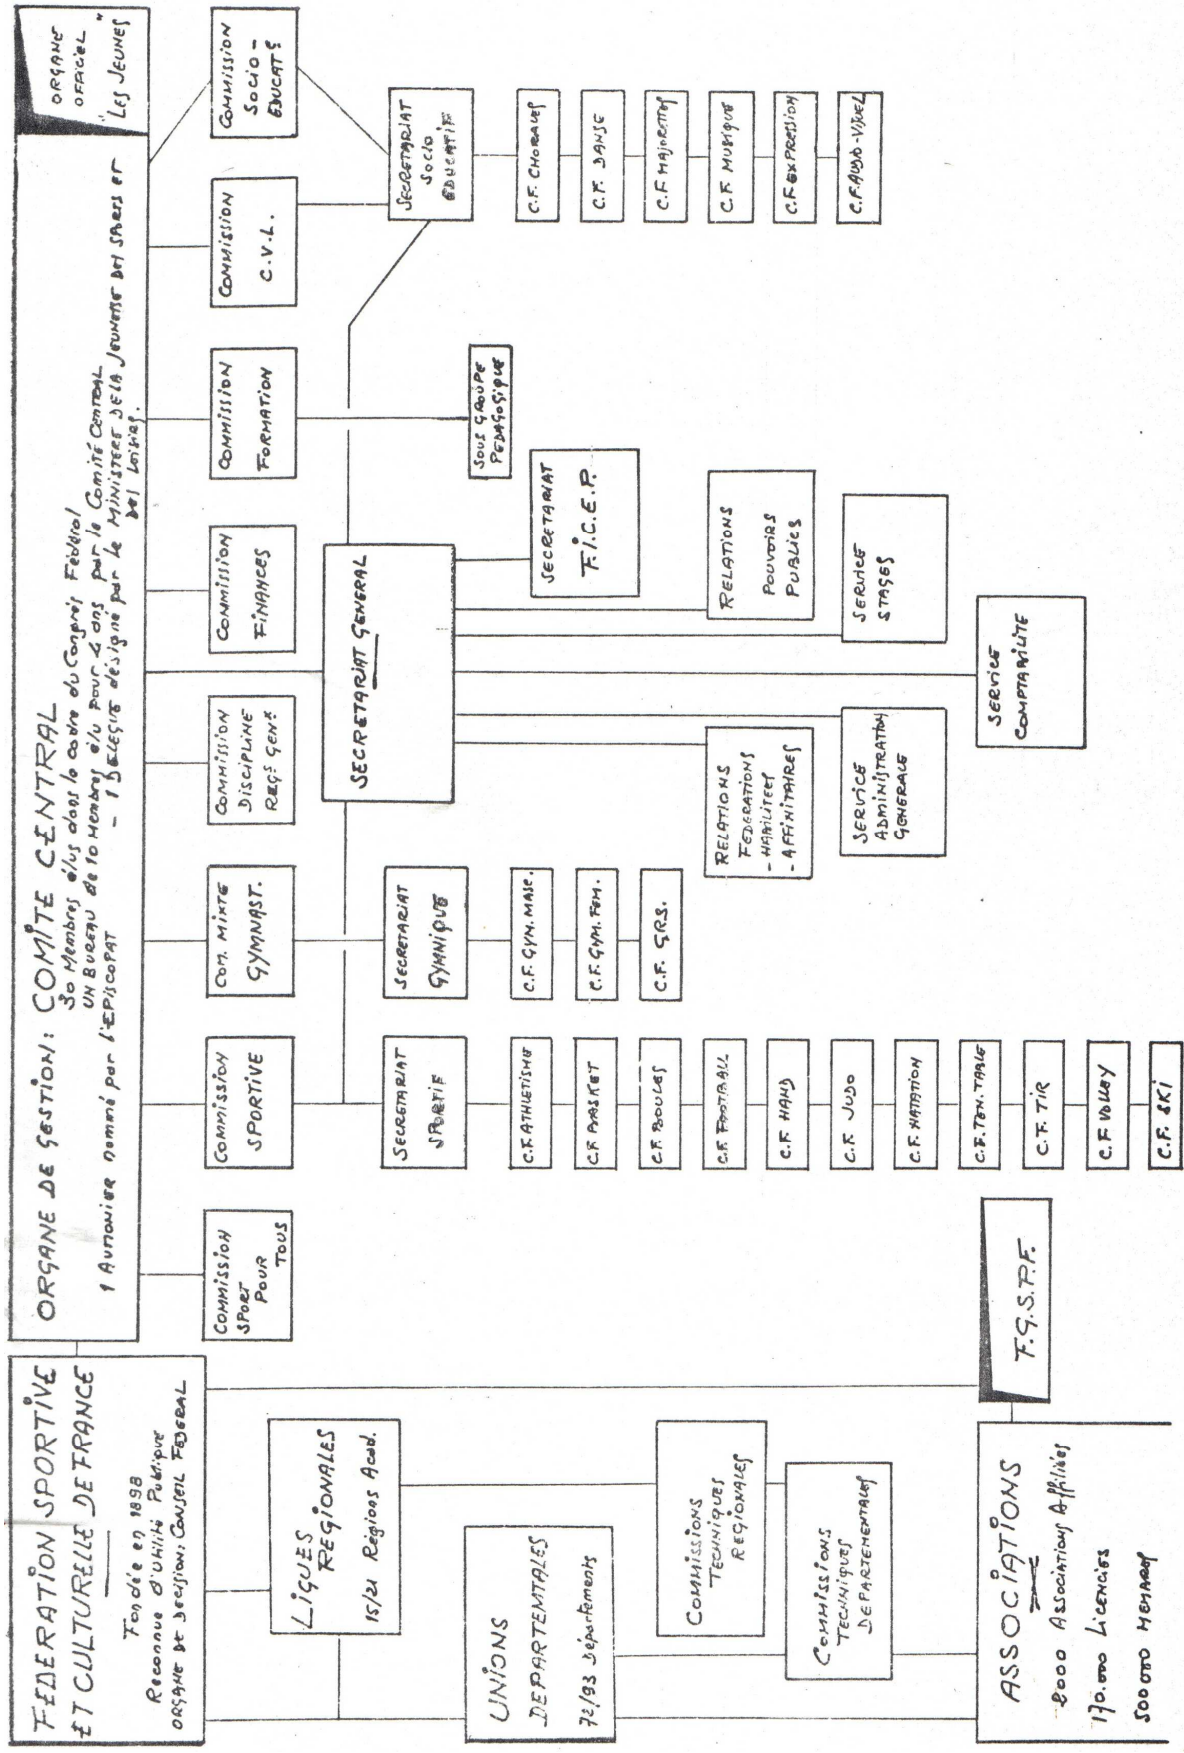 FEDERATION SPORTIVE
ET CULTURELLE DE FRANCE
Fondée en 1898
Reconnue d'Utilité Publique
ORGANE DE DECISION: CONSEIL FEDERAL
ORGANE DE GESTION: COMITE CENTRAL
30 Membres élus dans le cadre du Congrès Fédéral
UN BUREAU de 10 Membres élu pour 4 ans par le Comité CENTRAL
1 AUMONIER nommé par l'EPISCOPAT - 1 DELEGUE désigné par le MINISTERE DE LA JEUNESSE DES SPORTS ET
DES LOISIRS.
ORGANE
OFFICIEL
"LES JEUNES"
COMMISSION
SPORT
POUR
TOUS
COMMISSION
SPORTIVE
COM. MIXTE
GYMNAST.
COMMISSION
DISCIPLINE
REGT GENX
COMMISSION
FINANCES
COMMISSION
FORMATION
COMMISSION
C.V.L.
COMMISSION
SOCIO-
EDUCATS
SECRETARIAT GENERAL
SECRETARIAT
SPORTIF
SECRETARIAT
GYMNIQUE
SECRETARIAT
SOCIO
EDUCATIF
SOUS GROUPE
PEDAGOGIQUE
C.F. ATHLETISME
C.F. BASKET
C.F. BOULES
C.F. FOOTBALL
C.F. HAND
C.F. JUDO
C.F. NATATION
C.F. TEN. TABLE
C.F. TIR
C.F. VOLLEY
C.F. SKI
C.F. GYM. MASC.
C.F. GYM. FEM.
C.F. GRS.
C.F. CHORALES
C.F. DANSE
C.F. MAJORETTES
C.F. MUSIQUE
C.F. EXPRESSION
C.F. AUDIO-VISUEL
SECRETARIAT
F.I.C.E.P.
RELATIONS
POUVOIRS
PUBLICS
SERVICE
STAGES
SERVICE
COMPTABILITE
RELATIONS
FEDERATIONS
- HABILITEES
- AFFINITAIRES
SERVICE
ADMINISTRATION
GENERALE
LIGUES
REGIONALES
15/21 Régions Acad.
UNIONS
DEPARTEMTALES
72/93 Départements
COMMISSIONS
TECHNIQUES
REGIONALES
COMMISSIONS
TECHNIQUES
DEPARTEMENTALES
F.G.S.P.F.
ASSOCIATIONS
2000 Associations Affiliées
170.000 LICENCIES
500000 MEMBRES